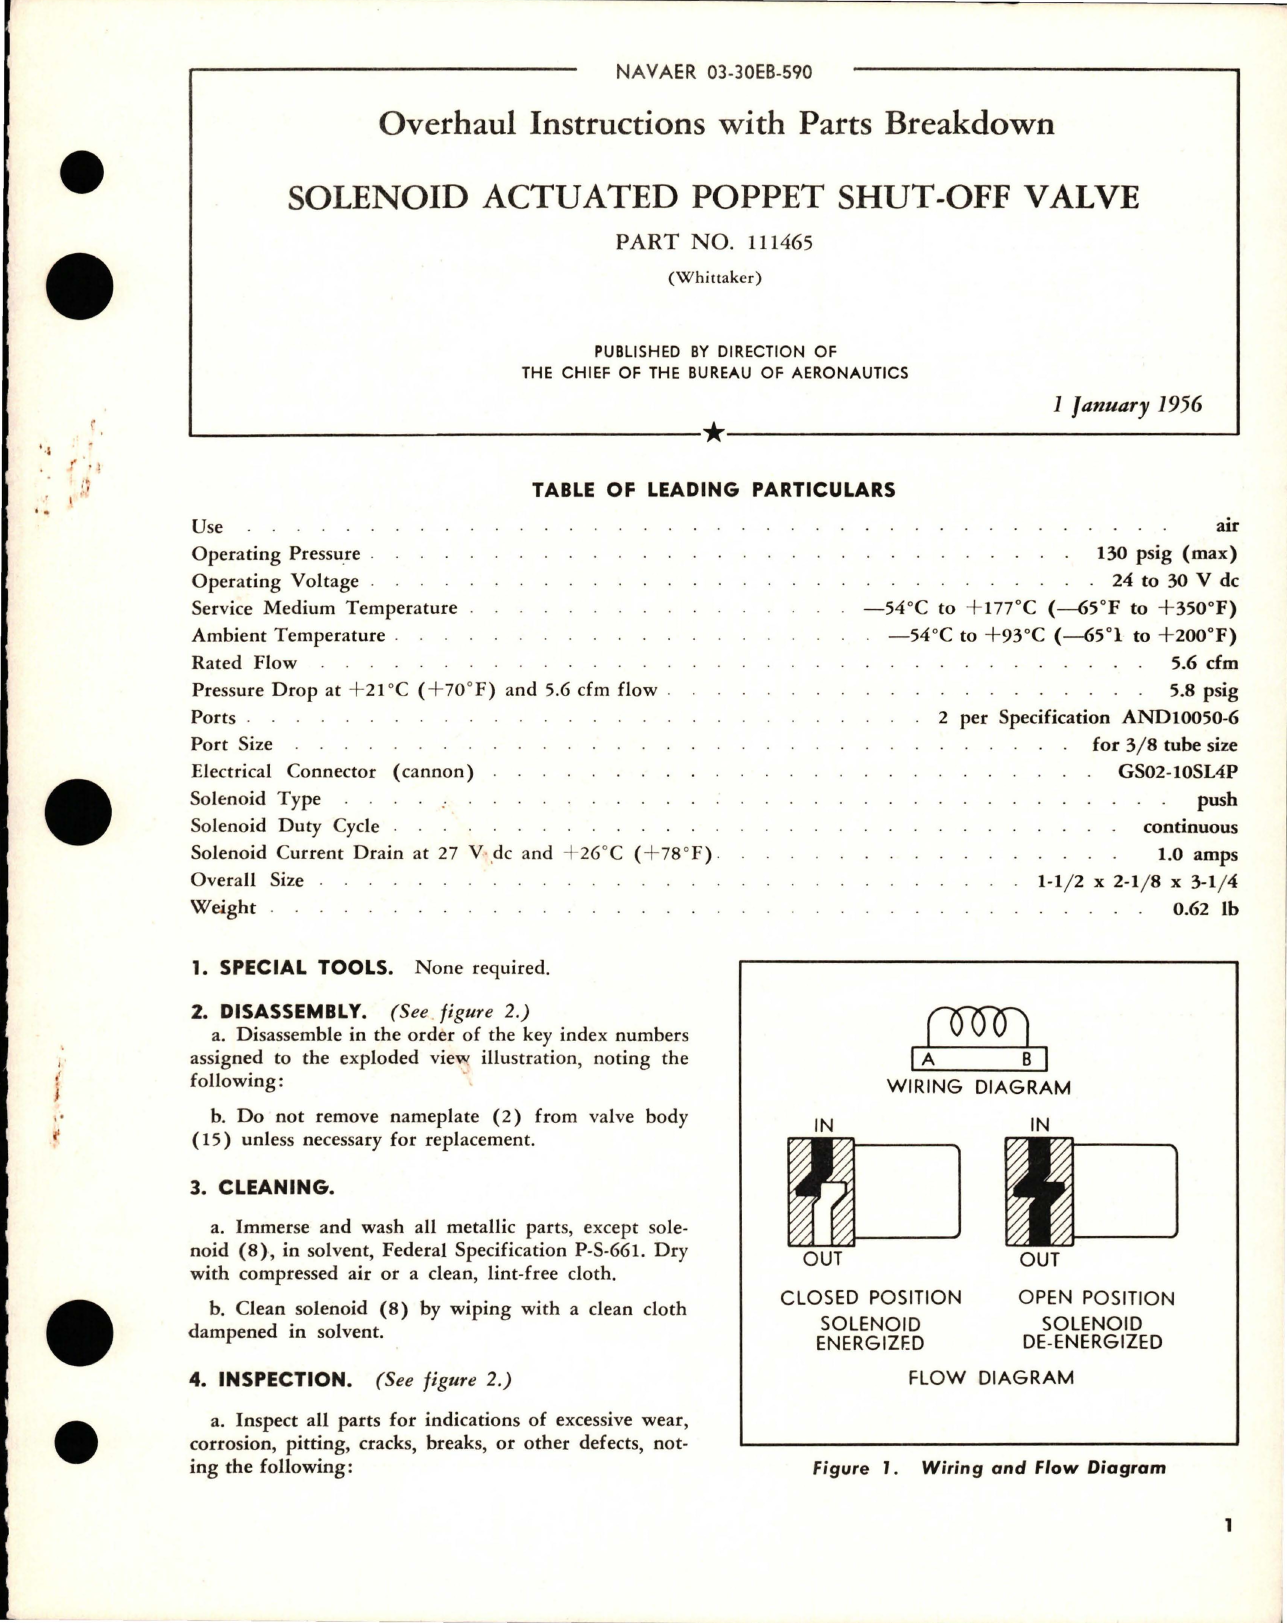 NAVAER 03-30EB-590
Overhaul Instructions with Parts Breakdown
SOLENOID ACTUATED POPPET SHUT-OFF VALVE
PART NO. 111465
(Whittaker)
PUBLISHED BY DIRECTION OF
THE CHIEF OF THE BUREAU OF AERONAUTICS
1 January 1956
TABLE OF LEADING PARTICULARS
Use . . . . . . . . . . air
Operating Pressure . . . . . . . . . . 130 psig (max)
Operating Voltage . . . . . . . . . . 24 to 30 V dc
Service Medium Temperature . . . . . . . . . . —54°C to +177°C (—65°F to +350°F)
Ambient Temperature . . . . . . . . . . —54°C to +93°C (—65°1 to +200°F)
Rated Flow . . . . . . . . . . 5.6 cfm
Pressure Drop at +21°C (+70°F) and 5.6 cfm flow . . . . . . . . . . 5.8 psig
Ports . . . . . . . . . . 2 per Specification AND10050-6
Port Size . . . . . . . . . . for 3/8 tube size
Electrical Connector (cannon) . . . . . . . . . . GS02-10SL4P
Solenoid Type . . . . . . . . . . push
Solenoid Duty Cycle . . . . . . . . . . continuous
Solenoid Current Drain at 27 V dc and +26°C (+78°F) . . . . . . . . . . 1.0 amps
Overall Size . . . . . . . . . . 1-1/2 x 2-1/8 x 3-1/4
Weight . . . . . . . . . . 0.62 lb
1. SPECIAL TOOLS. None required.
2. DISASSEMBLY. (See figure 2.)
a. Disassemble in the order of the key index numbers
assigned to the exploded view illustration, noting the
following:
b. Do not remove nameplate (2) from valve body
(15) unless necessary for replacement.
3. CLEANING.
a. Immerse and wash all metallic parts, except sole-
noid (8), in solvent, Federal Specification P-S-661. Dry
with compressed air or a clean, lint-free cloth.
b. Clean solenoid (8) by wiping with a clean cloth
dampened in solvent.
4. INSPECTION. (See figure 2.)
a. Inspect all parts for indications of excessive wear,
corrosion, pitting, cracks, breaks, or other defects, not-
ing the following:
A B
WIRING DIAGRAM
IN IN
OUT OUT
CLOSED POSITION OPEN POSITION
SOLENOID SOLENOID
ENERGIZED DE-ENERGIZED
FLOW DIAGRAM
Figure 1. Wiring and Flow Diagram
1